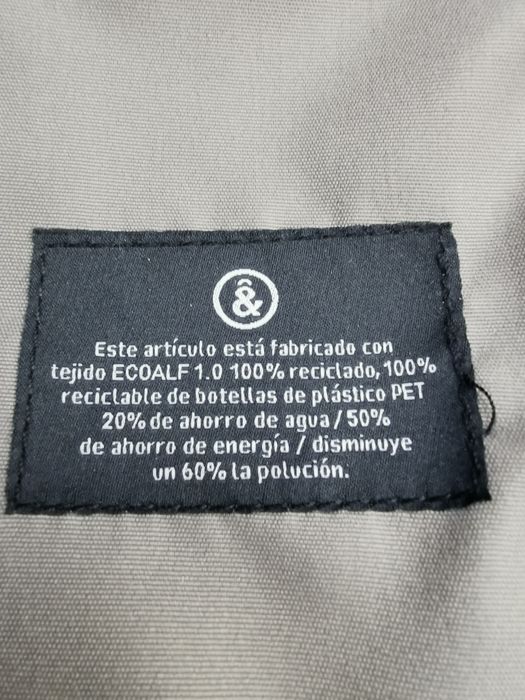 &
Este artículo está fabricado con
tejido ECOALF 1.0 100% reciclado, 100%
reciclable de botellas de plástico PET
20% de ahorro de agua / 50%
de ahorro de energía / disminuye
un 60% la polución.